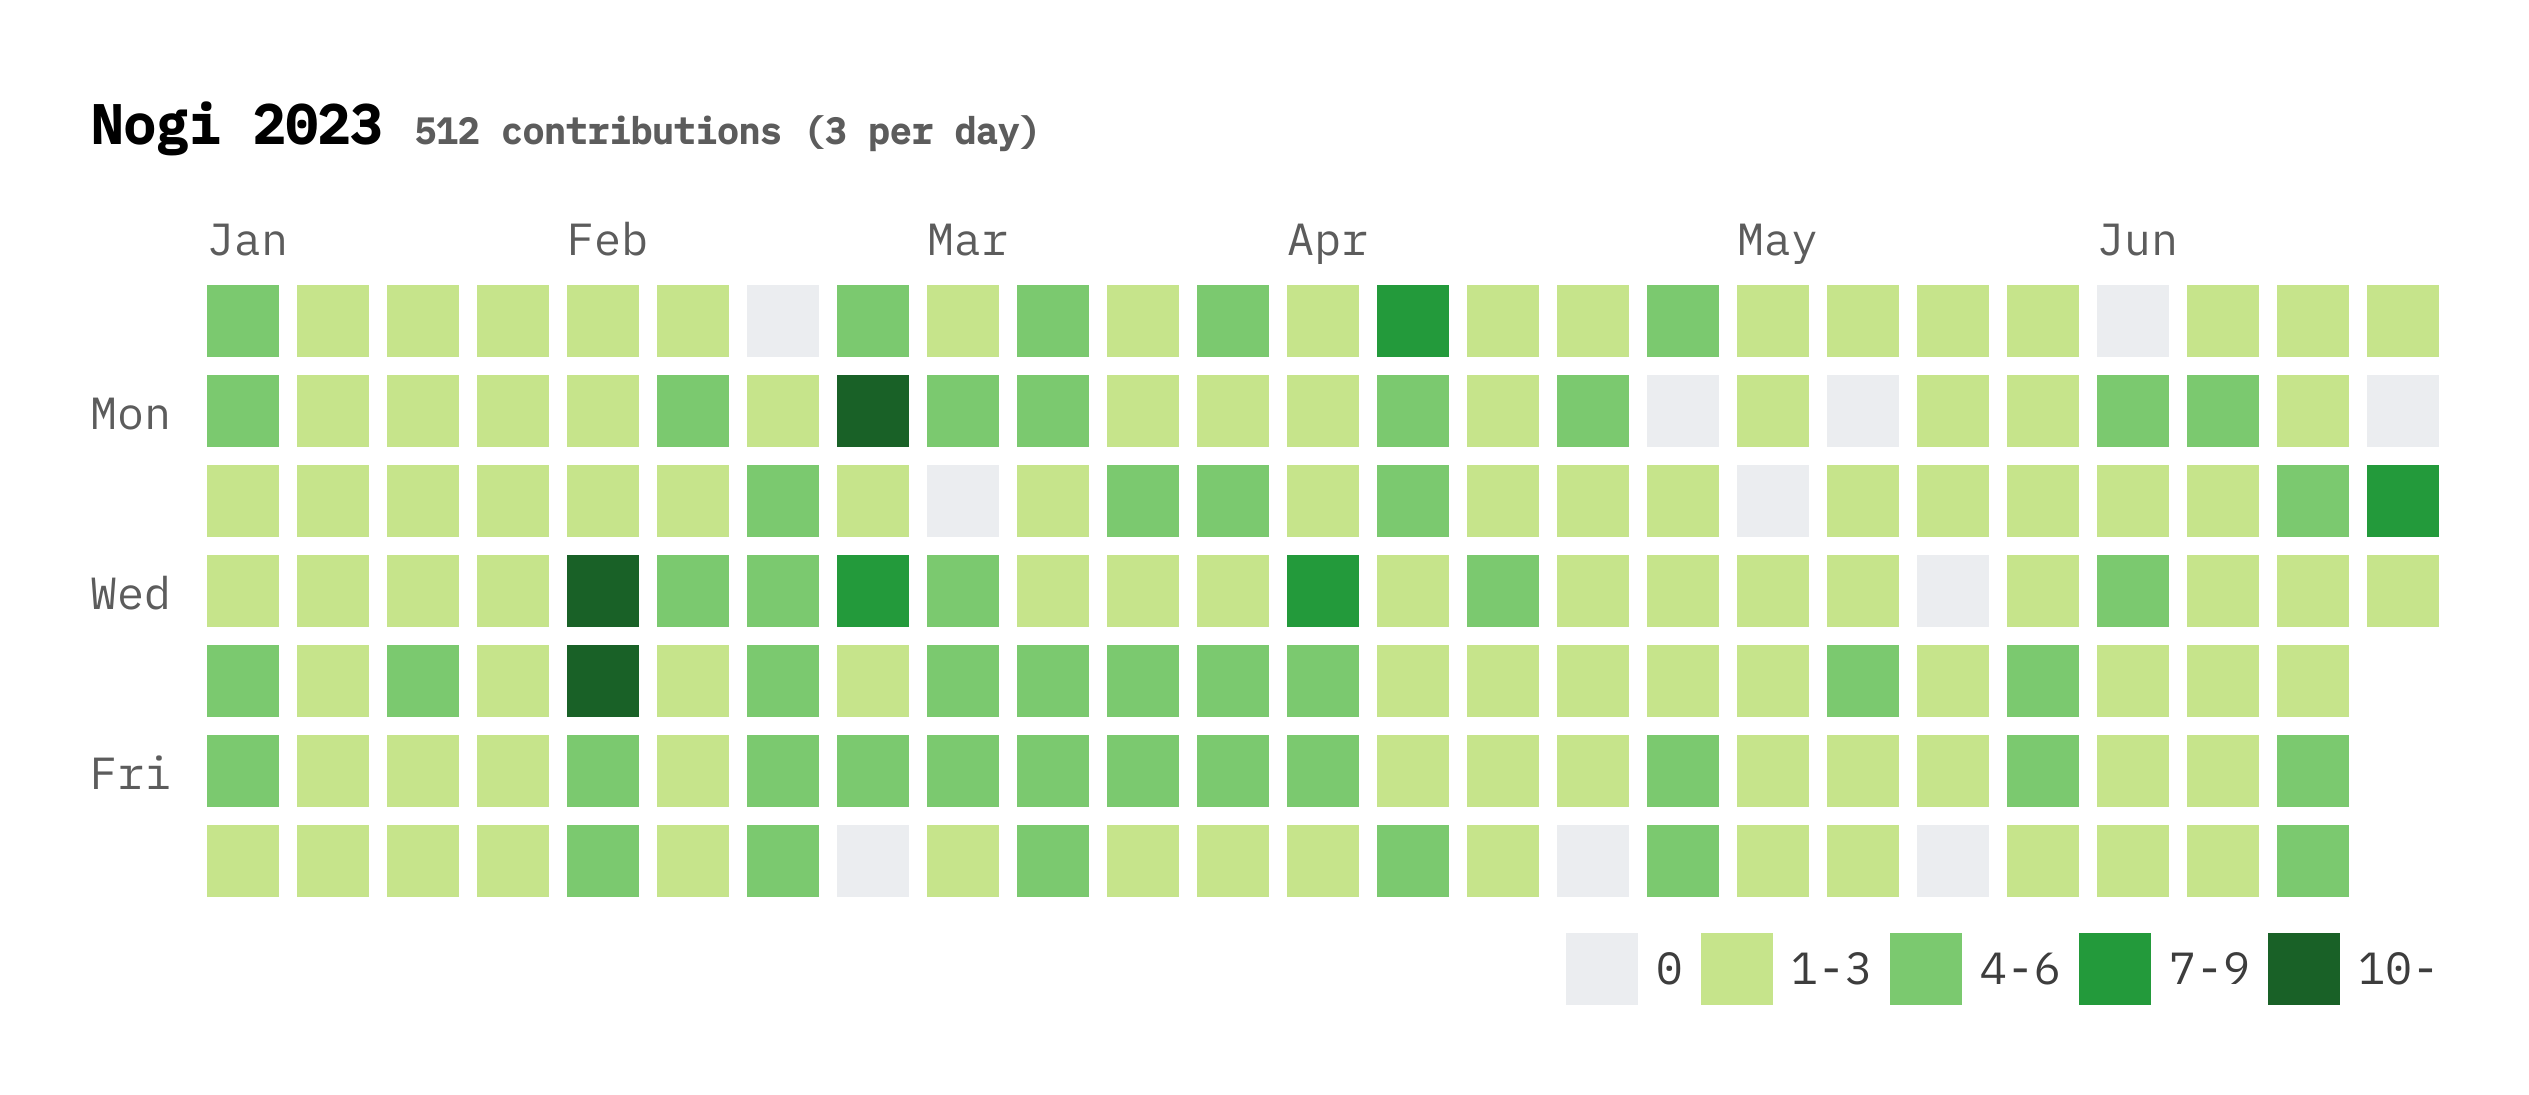 Nogi 2023 512 contributions (3 per day)
Jan Feb Mar Apr May Jun
Mon
Wed
Fri
0 1-3 4-6 7-9 10-